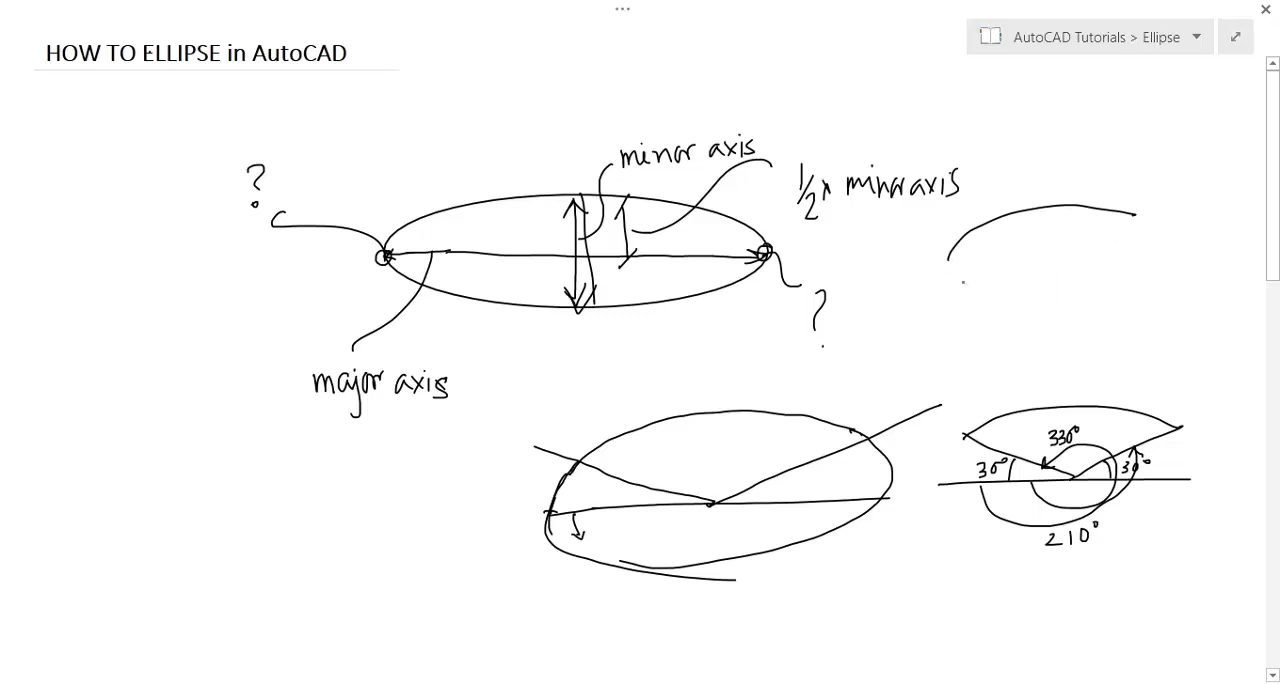 HOW TO ELLIPSE in AutoCAD
AutoCAD Tutorials > Ellipse
minor axis
?
1/2 x minor axis
?
major axis
330°
30°
30°
210°